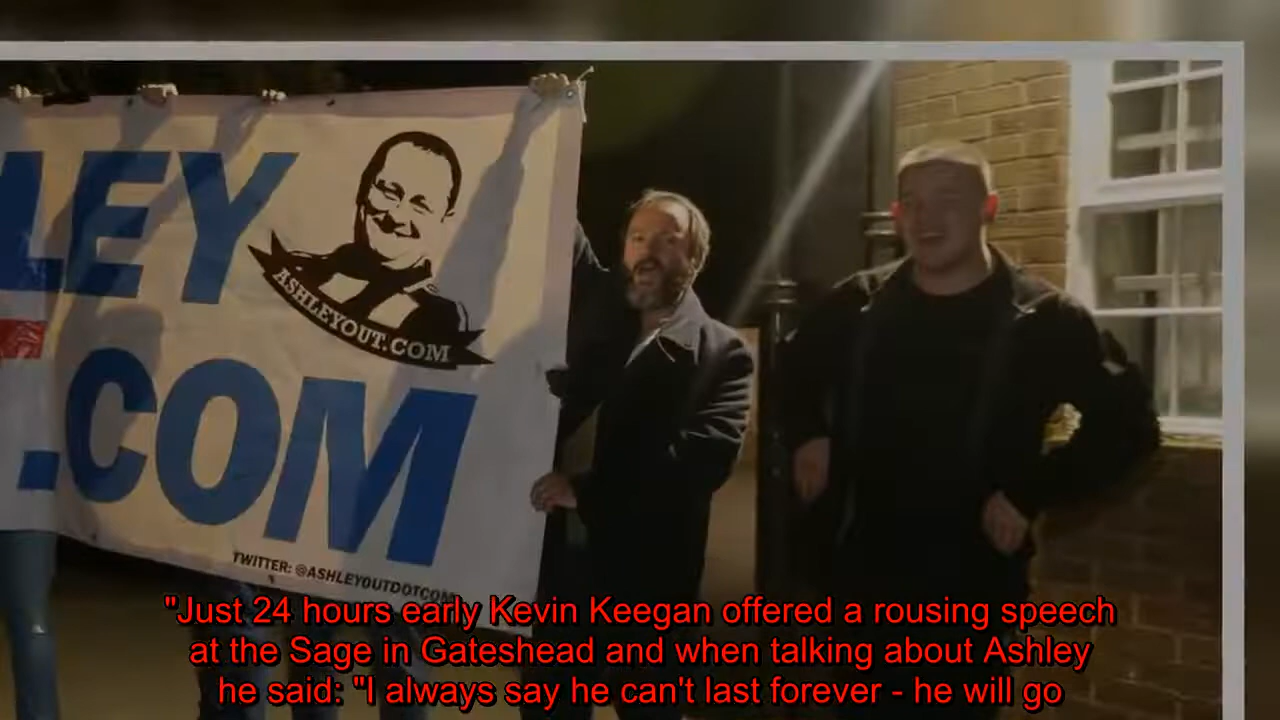 LEY
ASHLEYOUT.COM
.COM
TWITTER: @ASHLEYOUTDOTCOM
"Just 24 hours early Kevin Keegan offered a rousing speech
at the Sage in Gateshead and when talking about Ashley
he said: "I always say he can't last forever - he will go